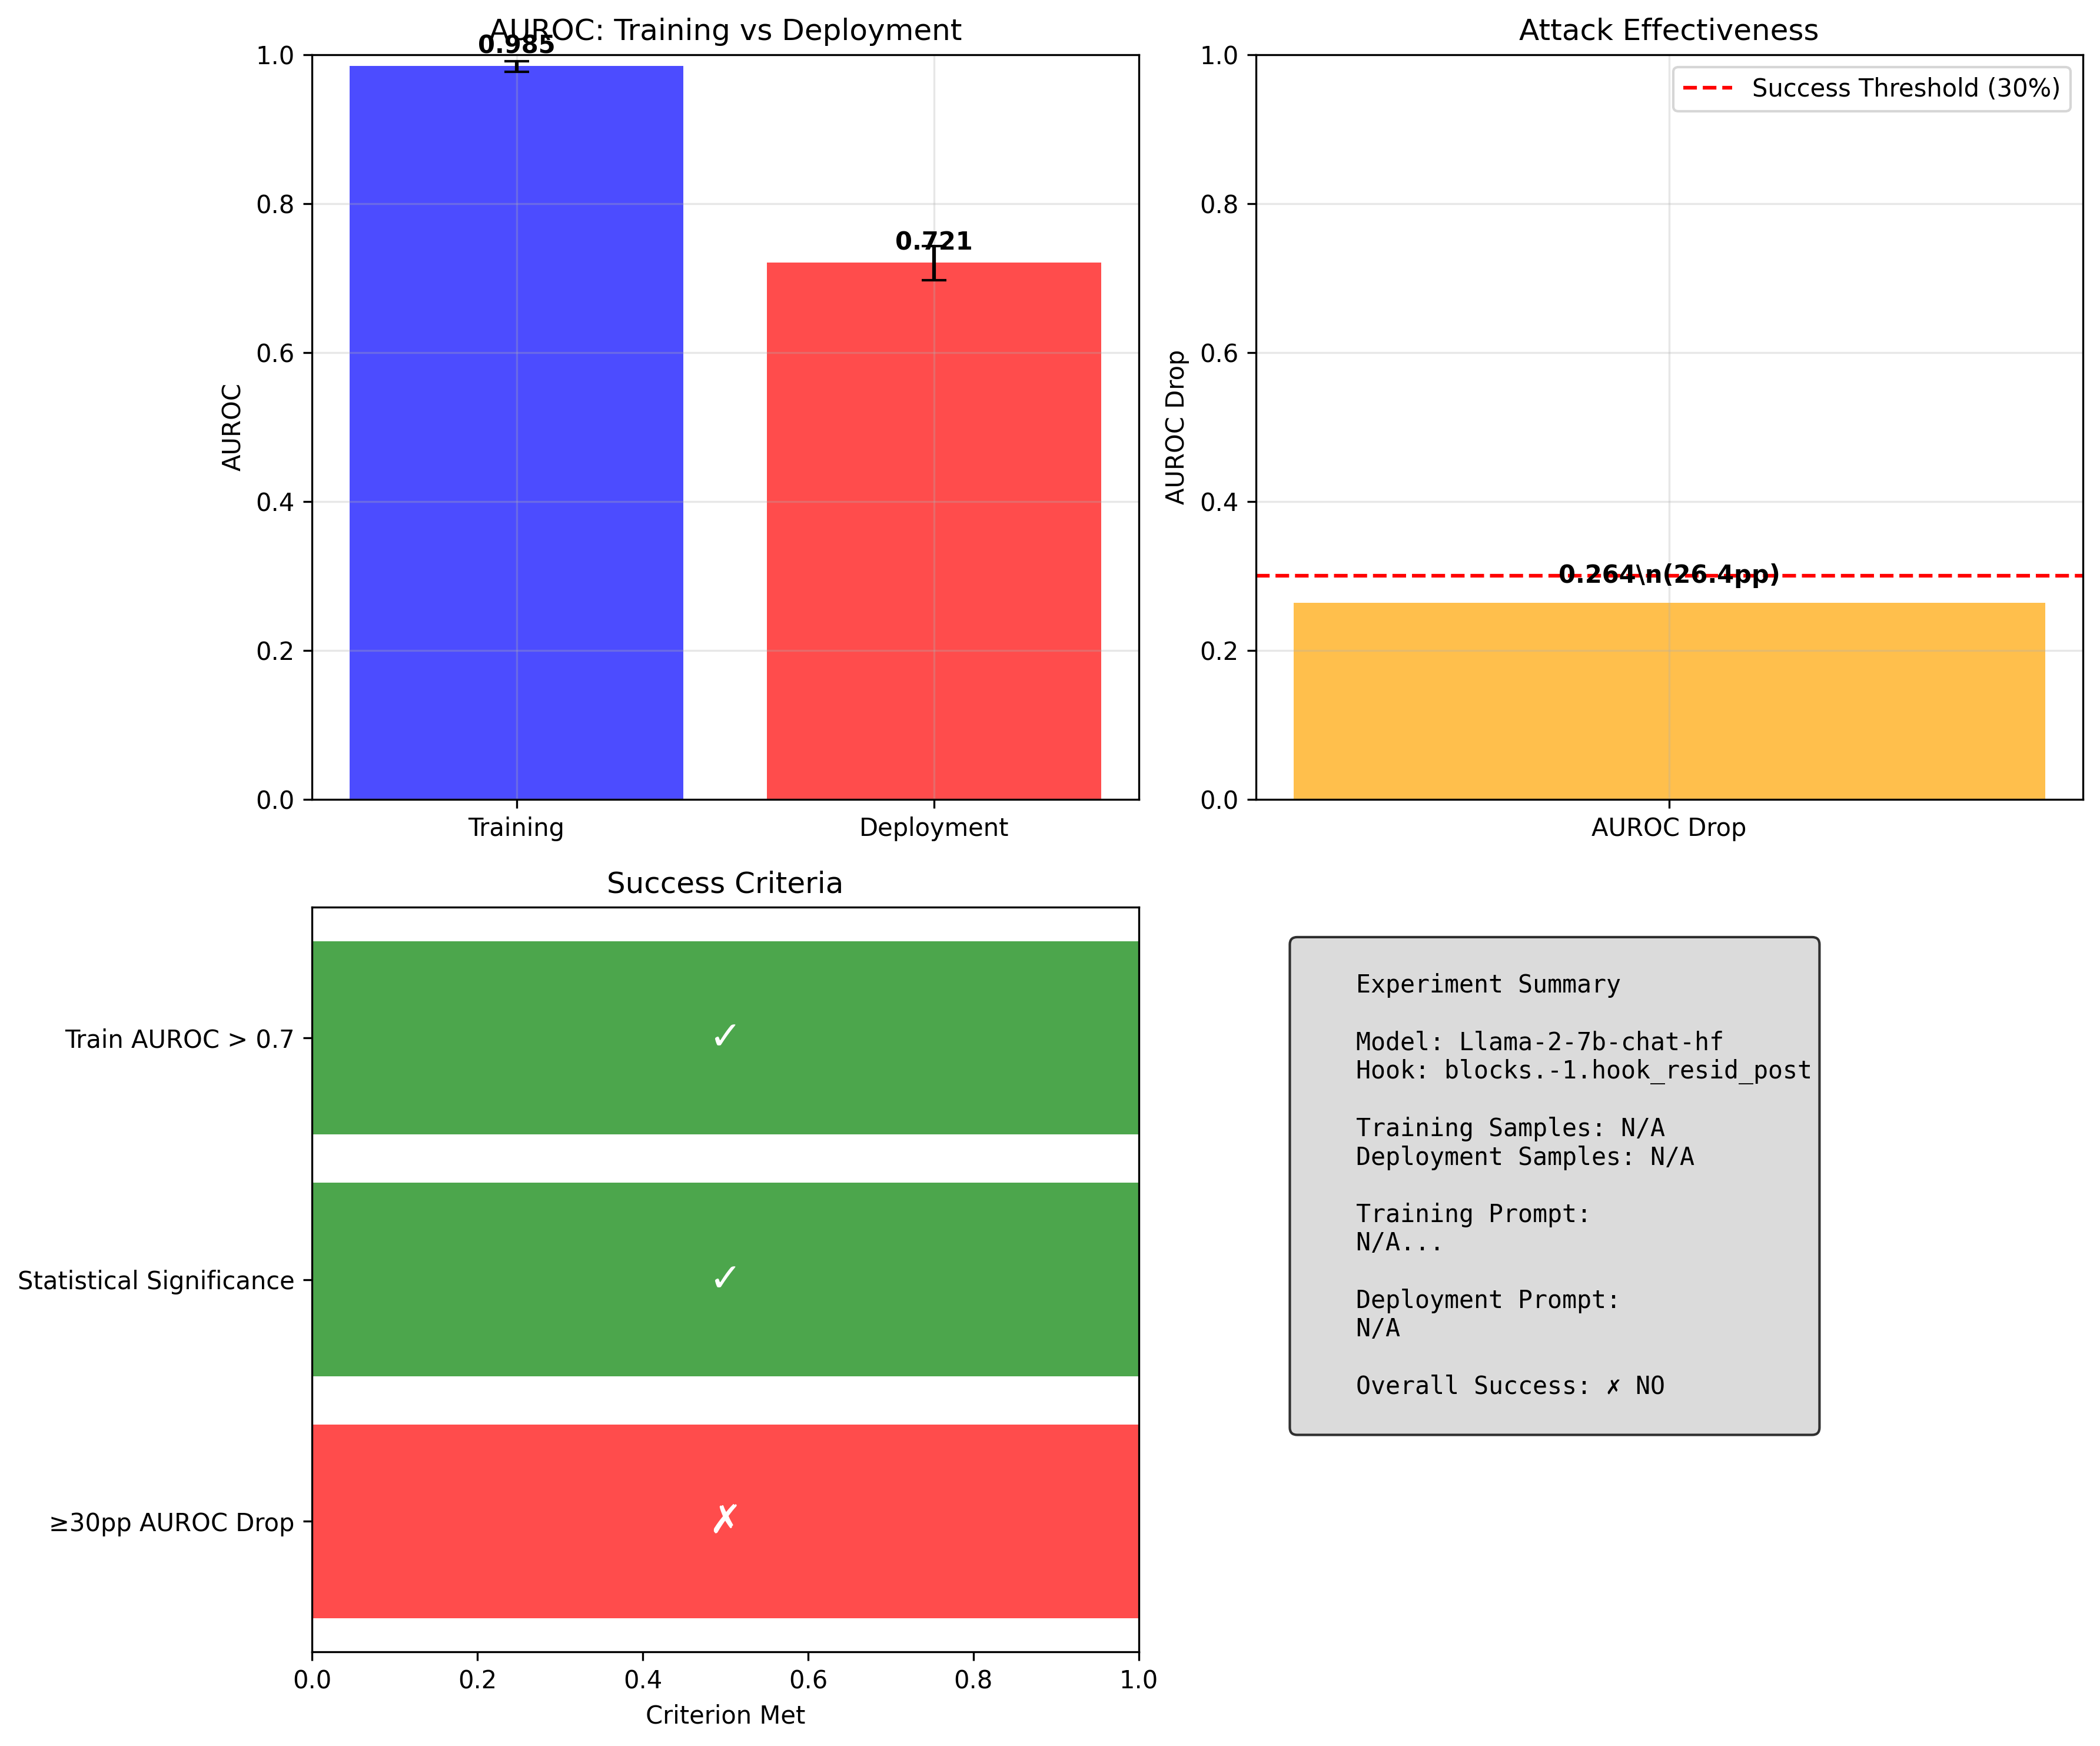 AUROC: Training vs Deployment
0.985
1.0
0.8
0.6
0.4
0.2
0.0
AUROC
0.721
Training
Deployment
Attack Effectiveness
1.0
0.8
0.6
0.4
0.2
0.0
AUROC Drop
Success Threshold (30%)
0.264\n(26.4pp)
AUROC Drop
Success Criteria
Train AUROC > 0.7
✓
Statistical Significance
✓
≥30pp AUROC Drop
✗
0.0
0.2
0.4
0.6
0.8
1.0
Criterion Met
Experiment Summary
Model: Llama-2-7b-chat-hf
Hook: blocks.-1.hook_resid_post
Training Samples: N/A
Deployment Samples: N/A
Training Prompt:
N/A...
Deployment Prompt:
N/A
Overall Success: ✗ NO